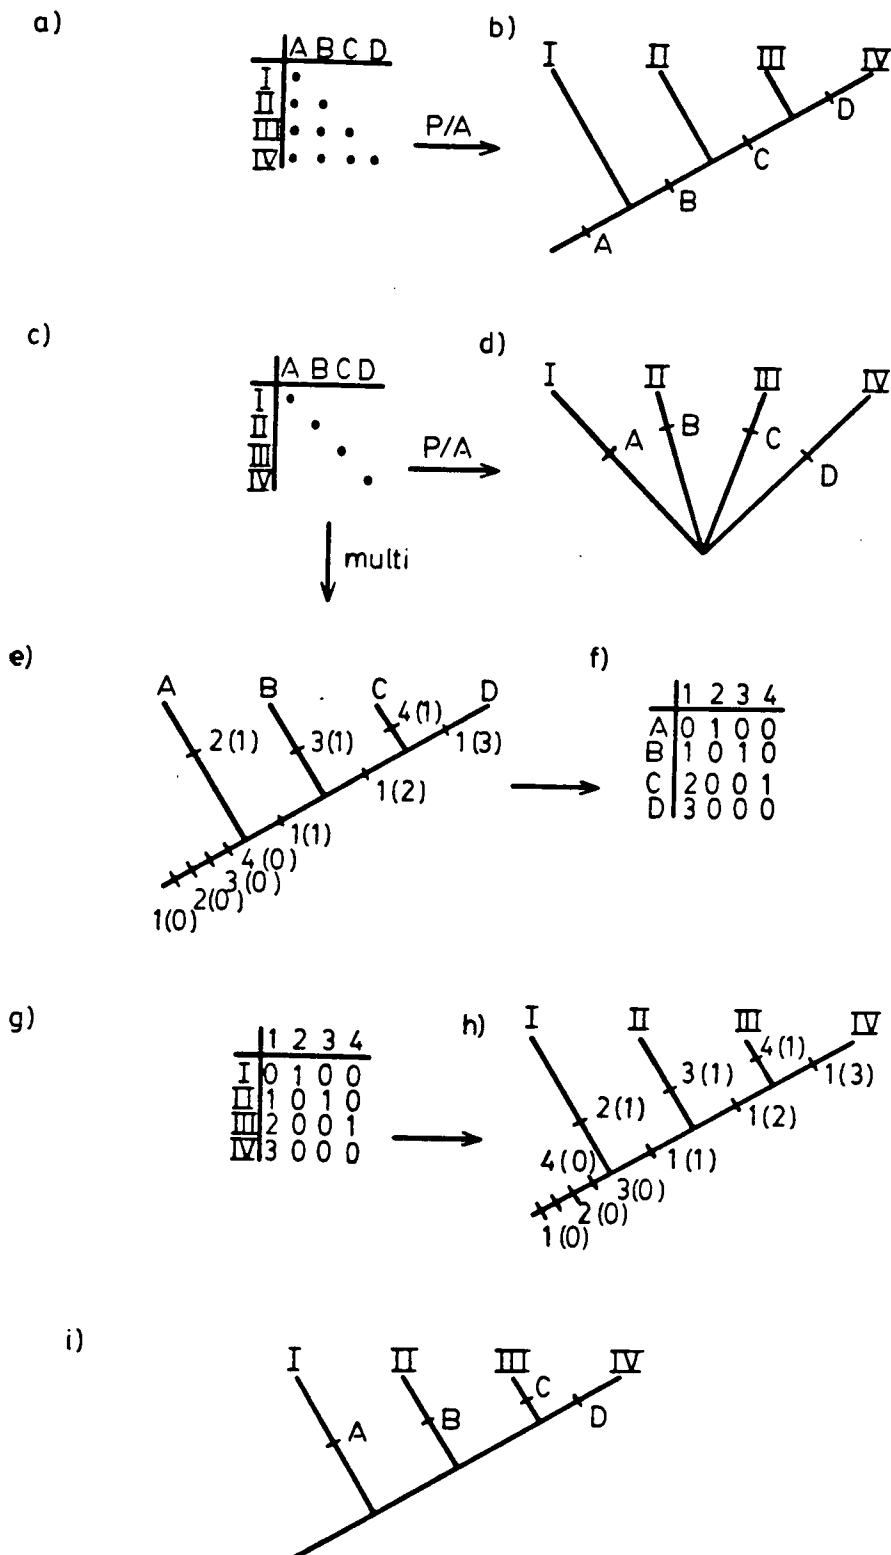 a)
A B C D
I
II
III
IV
P/A
b)
I II III IV
A B C D
c)
A B C D
I
II
III
IV
P/A
multi
d)
I II III IV
A B C D
e)
A B C D
2(1) 3(1) 4(1) 1(3)
1(2)
1(1)
4(0)
3(0)
2(0)
1(0)
f)
1 2 3 4
A 0 1 0 0
B 1 0 1 0
C 2 0 0 1
D 3 0 0 0
g)
1 2 3 4
I 0 1 0 0
II 1 0 1 0
III 2 0 0 1
IV 3 0 0 0
h)
I II III IV
2(1) 3(1) 4(1) 1(3)
1(2)
4(0) 1(1)
3(0)
2(0)
1(0)
i)
I II III IV
A B C D